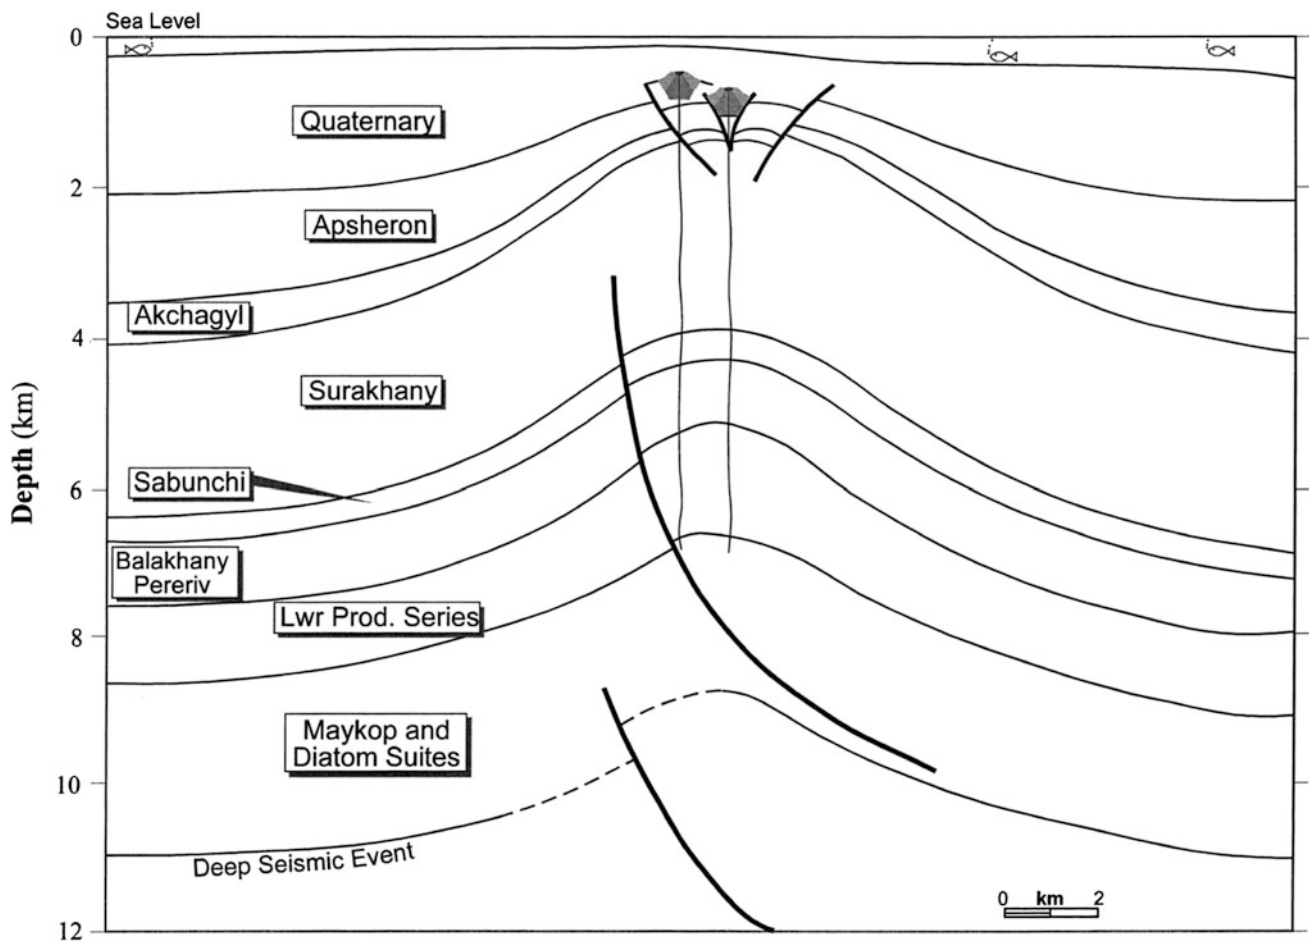 Sea Level
0
Quaternary
2
Apsheron
Akchagyl
4
Surakhany
Depth (km)
Sabunchi
6
Balakhany
Pereriv
Lwr Prod. Series
8
Maykop and
Diatom Suites
10
Deep Seismic Event
0 km 2
12